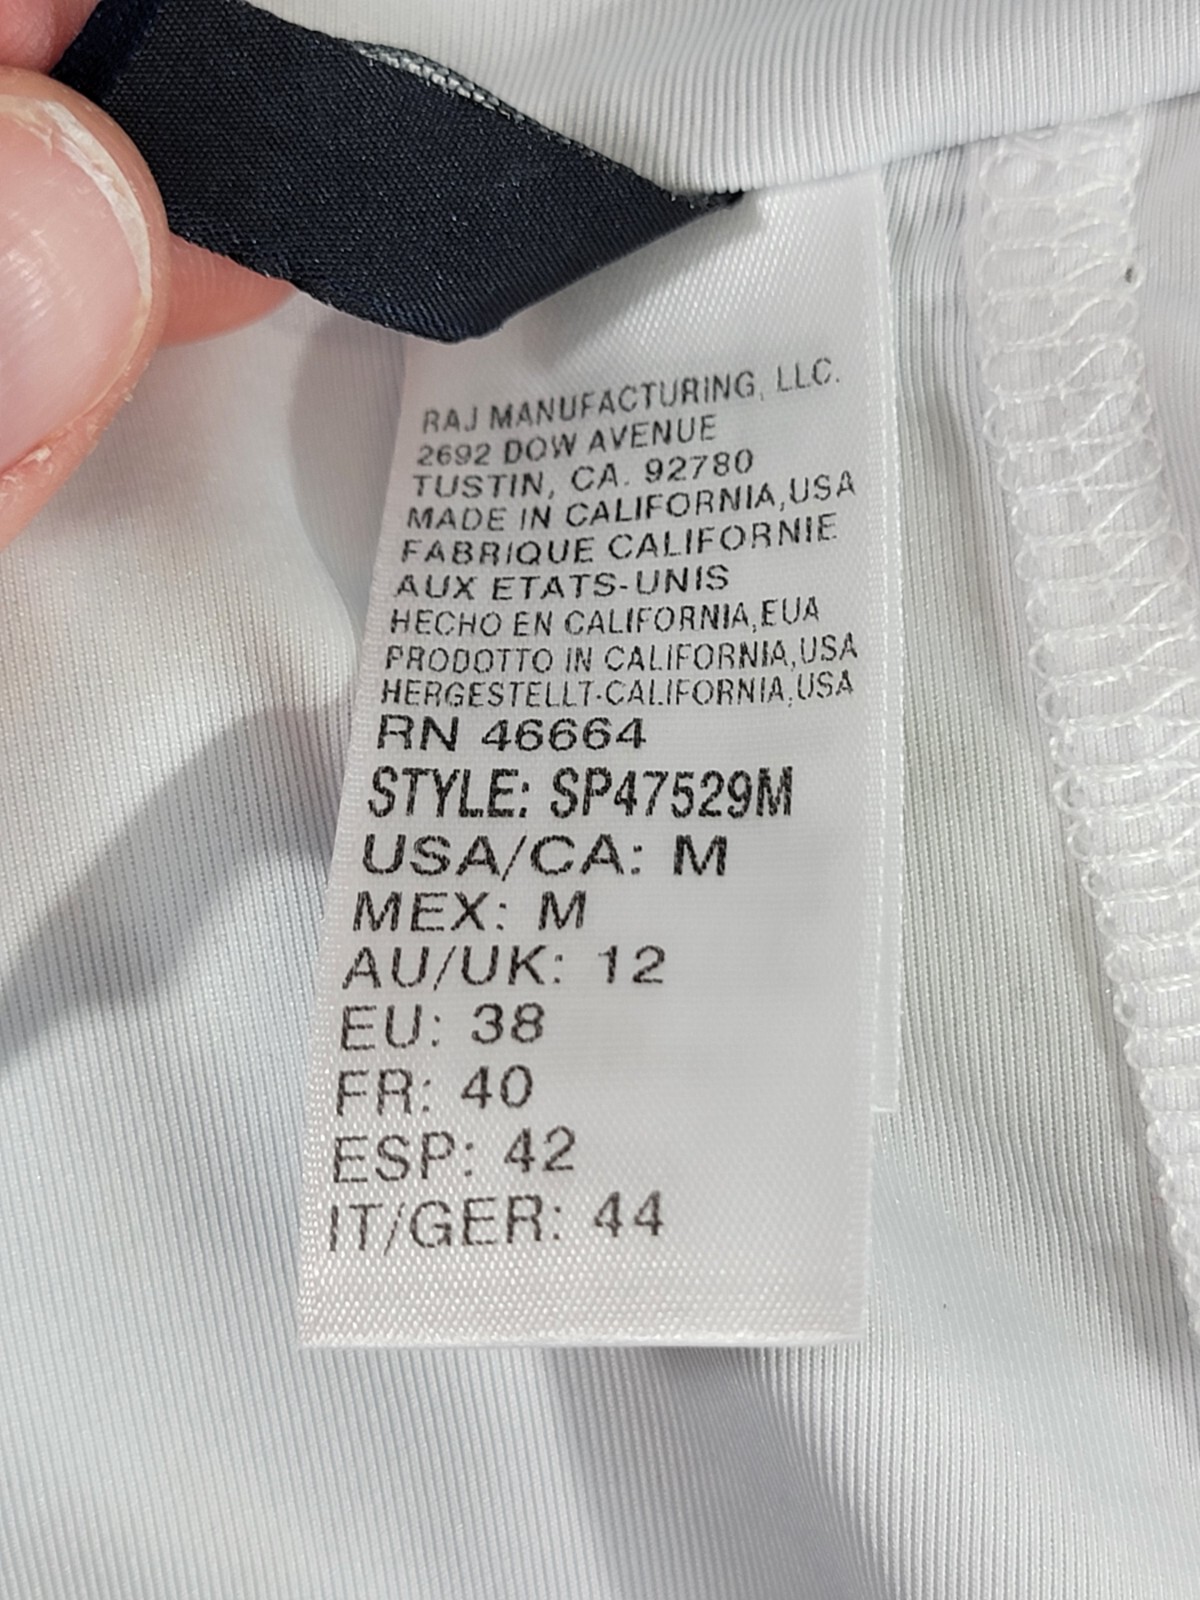 RAJ MANUFACTURING, LLC.
2692 DOW AVENUE
TUSTIN, CA. 92780
MADE IN CALIFORNIA,USA
FABRIQUE CALIFORNIE
AUX ETATS-UNIS
HECHO EN CALIFORNIA,EUA
PRODOTTO IN CALIFORNIA,USA
HERGESTELLT-CALIFORNIA,USA
RN 46664
STYLE: SP47529M
USA/CA: M
MEX: M
AU/UK: 12
EU: 38
FR: 40
ESP: 42
IT/GER: 44